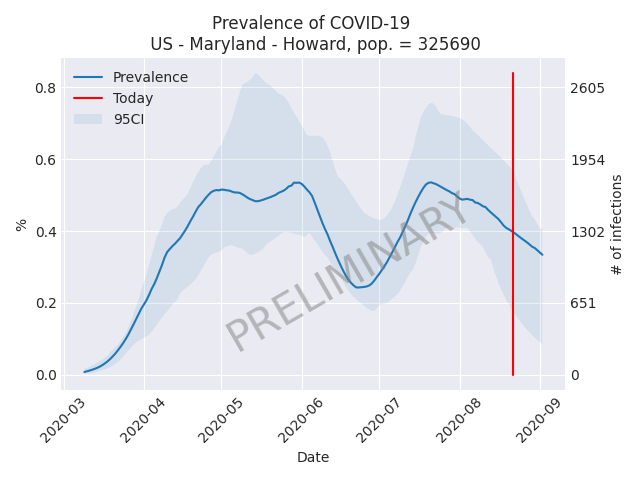 Prevalence of COVID-19
US - Maryland - Howard, pop. = 325690
Prevalence
Today
95CI
0.8
0.6
0.4
0.2
0.0
%
2605
1954
1302
651
0
# of infections
PRELIMINARY
2020-03
2020-04
2020-05
2020-06
2020-07
2020-08
2020-09
Date